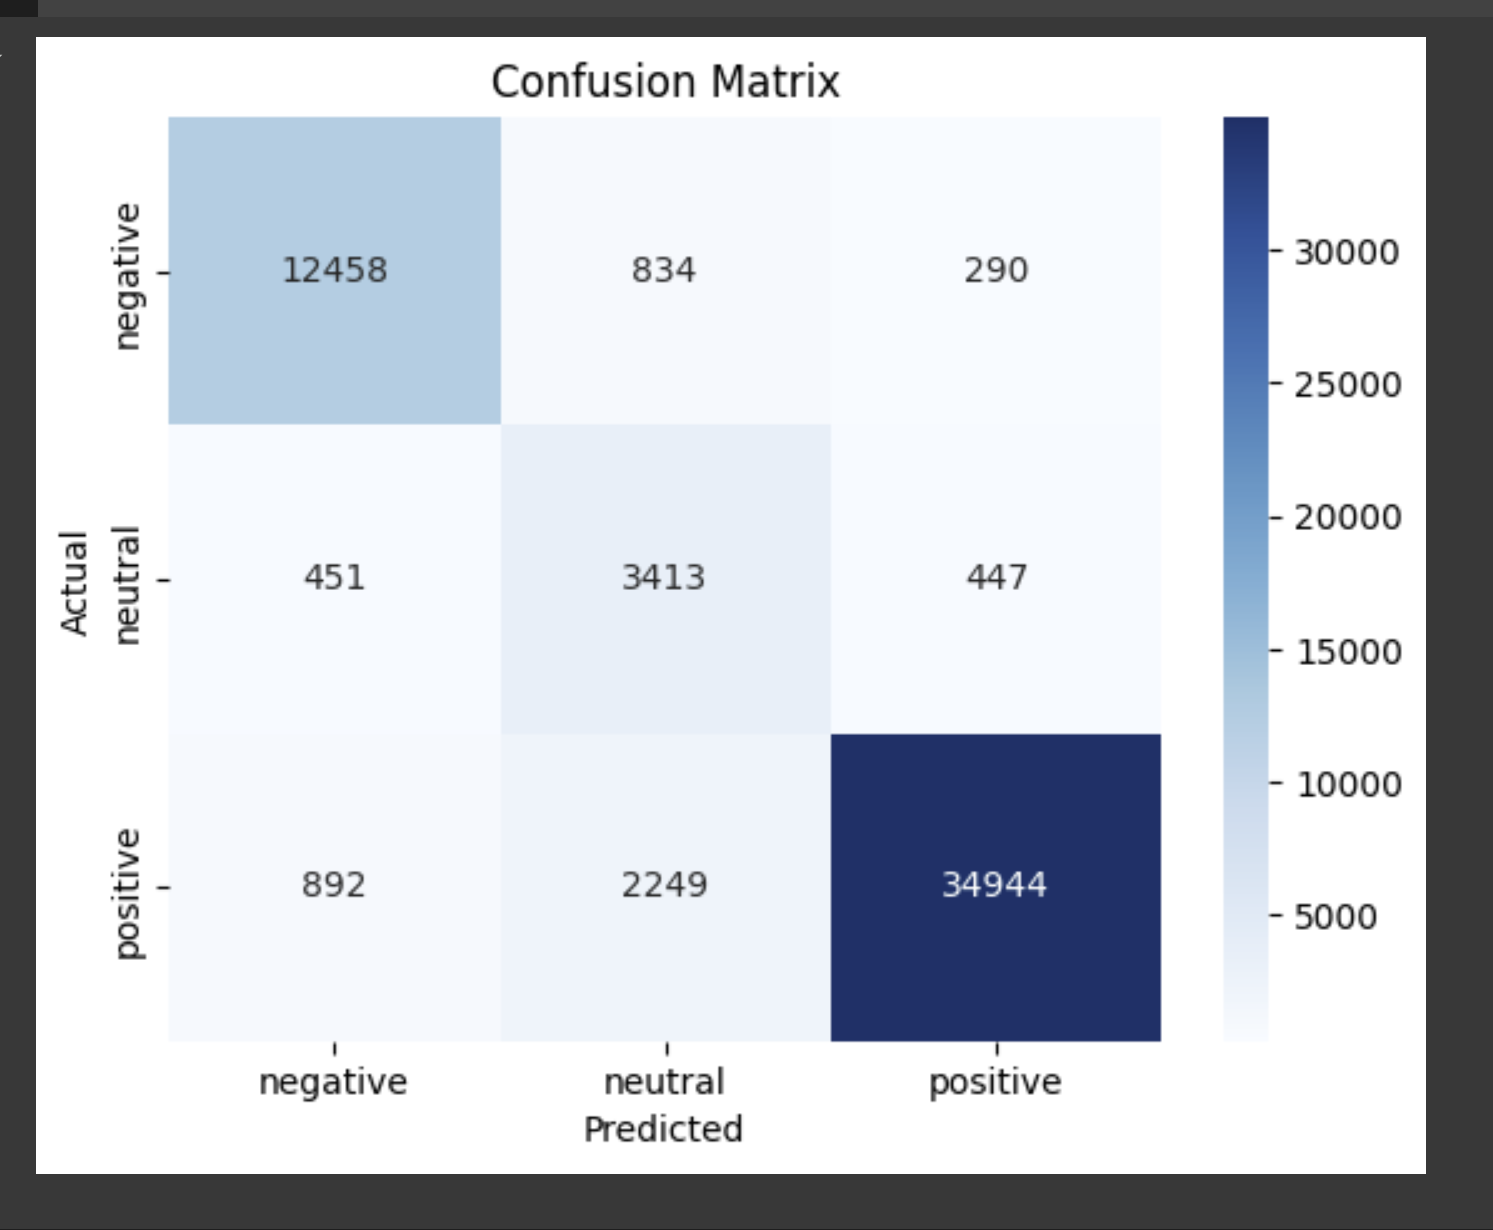 Confusion Matrix
negative
12458 834 290
30000
25000
20000
Actual
neutral
451 3413 447
15000
10000
positive
892 2249 34944
5000
negative neutral positive
Predicted